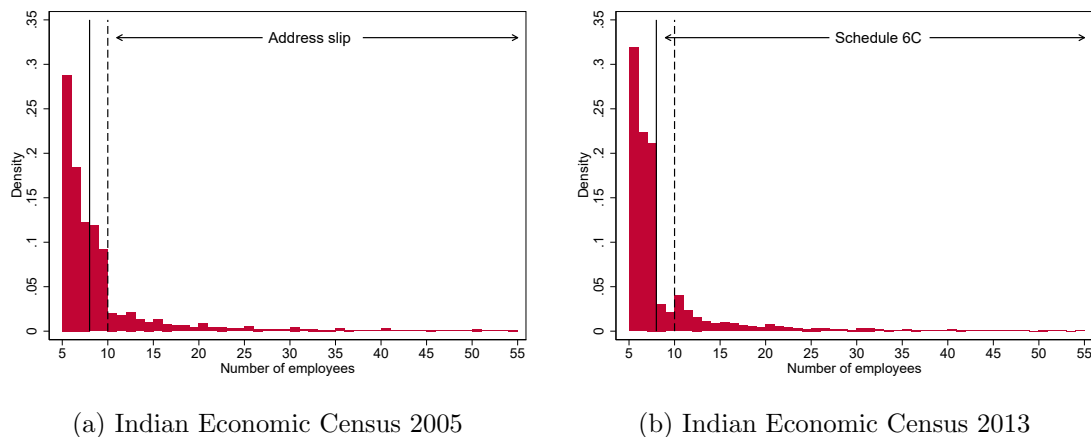 Address slip
Density
0 .05 .1 .15 .2 .25 .3 .35
5 10 15 20 25 30 35 40 45 50 55
Number of employees
(a) Indian Economic Census 2005
Schedule 6C
Density
0 .05 .1 .15 .2 .25 .3 .35
5 10 15 20 25 30 35 40 45 50 55
Number of employees
(b) Indian Economic Census 2013